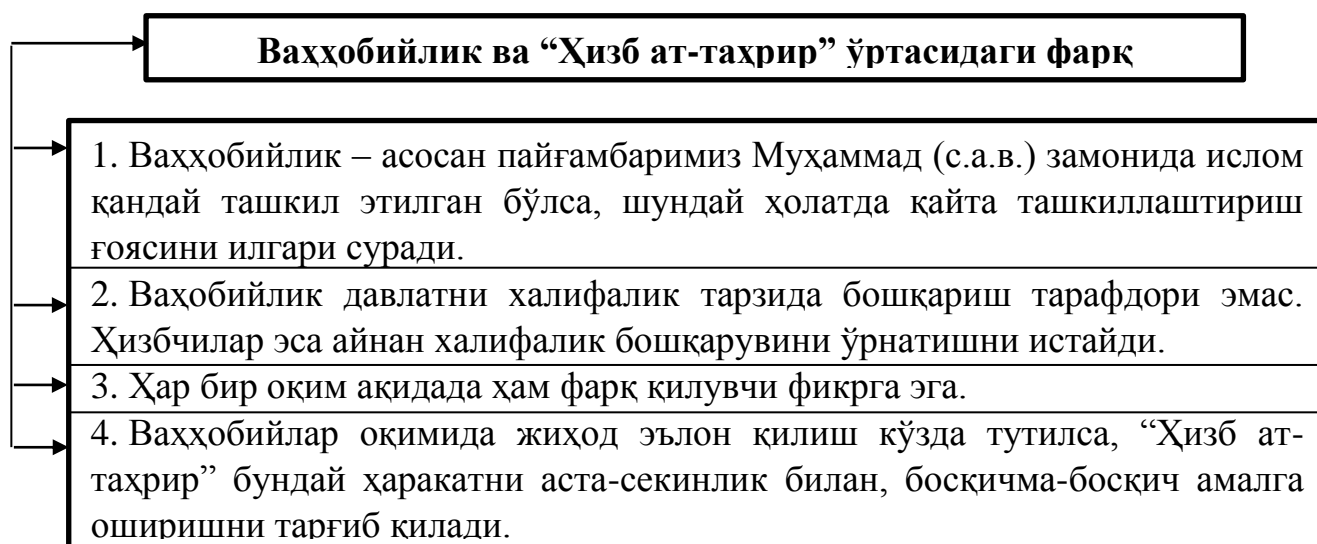 Ваҳҳобийлик ва “Ҳизб ат-таҳрир” ўртасидаги фарқ
1. Ваҳҳобийлик – асосан пайғамбаримиз Муҳаммад (с.а.в.) замонида ислом
қандай ташкил этилган бўлса, шундай ҳолатда қайта ташкиллаштириш
ғоясини илгари суради.
2. Ваҳобийлик давлатни халифалик тарзида бошқариш тарафдори эмас.
Ҳизбчилар эса айнан халифалик бошқарувини ўрнатишни истайди.
3. Ҳар бир оқим ақидада ҳам фарқ қилувчи фикрга эга.
4. Ваҳҳобийлар оқимида жиҳод эълон қилиш кўзда тутилса, “Ҳизб ат-
таҳрир” бундай ҳаракатни аста-секинлик билан, босқичма-босқич амалга
оширишни тарғиб қилади.